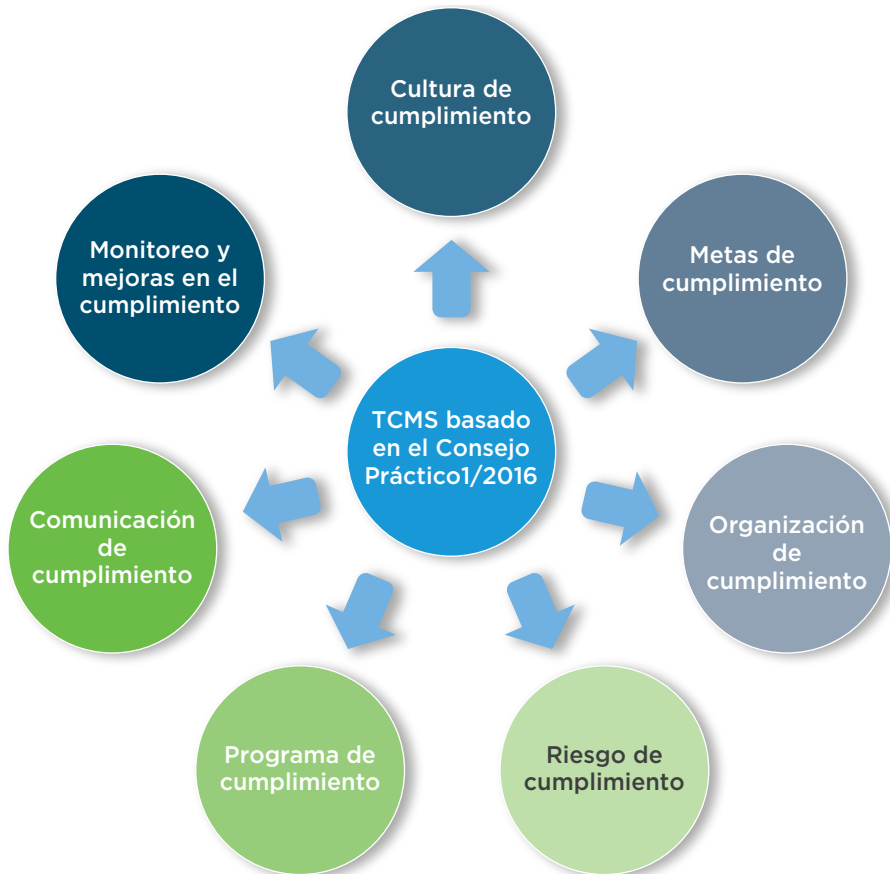 Cultura de
cumplimiento
Metas de
cumplimiento
Organización
de
cumplimiento
Riesgo de
cumplimiento
Programa de
cumplimiento
Comunicación
de
cumplimiento
Monitoreo y
mejoras en el
cumplimiento
TCMS basado
en el Consejo
Práctico1/2016